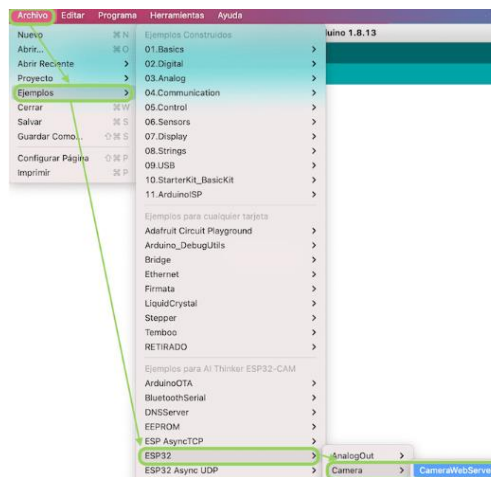 Archivo Editar Programa Herramientas Ayuda
luino 1.8.13
Nuevo ⌘ N
Abrir... ⌘ O
Abrir Reciente
Proyecto
Ejemplos
Cerrar ⌘ W
Salvar ⌘ S
Guardar Como... ⇧ ⌘ S
Configurar Página ⇧ ⌘ P
Imprimir ⌘ P
Ejemplos Construidos
01.Basics
02.Digital
03.Analog
04.Communication
05.Control
06.Sensors
07.Display
08.Strings
09.USB
10.StarterKit_BasicKit
11.ArduinoISP
Ejemplos para cualquier tarjeta
Adafruit Circuit Playground
Arduino_DebugUtils
Bridge
Ethernet
Firmata
LiquidCrystal
Stepper
Temboo
RETIRADO
Ejemplos para AI Thinker ESP32-CAM
ArduinoOTA
BluetoothSerial
DNSServer
EEPROM
ESP AsyncTCP
ESP32
ESP32 Async UDP
AnalogOut
Camera
CameraWebServe